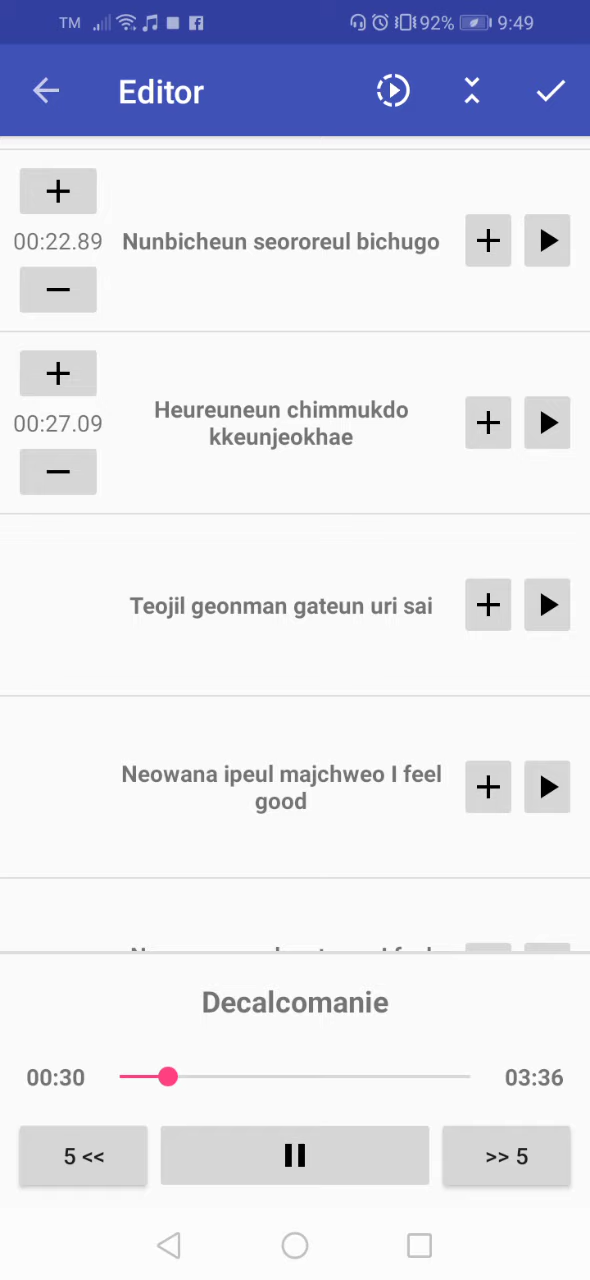 TM 92% 9:49
Editor
00:22.89 Nunbicheun seororeul bichugo
00:27.09 Heureuneun chimmukdo
kkeunjeokhae
Teojil geonman gateun uri sai
Neowana ipeul majchweo I feel
good
Decalcomanie
00:30 03:36
5 << >> 5